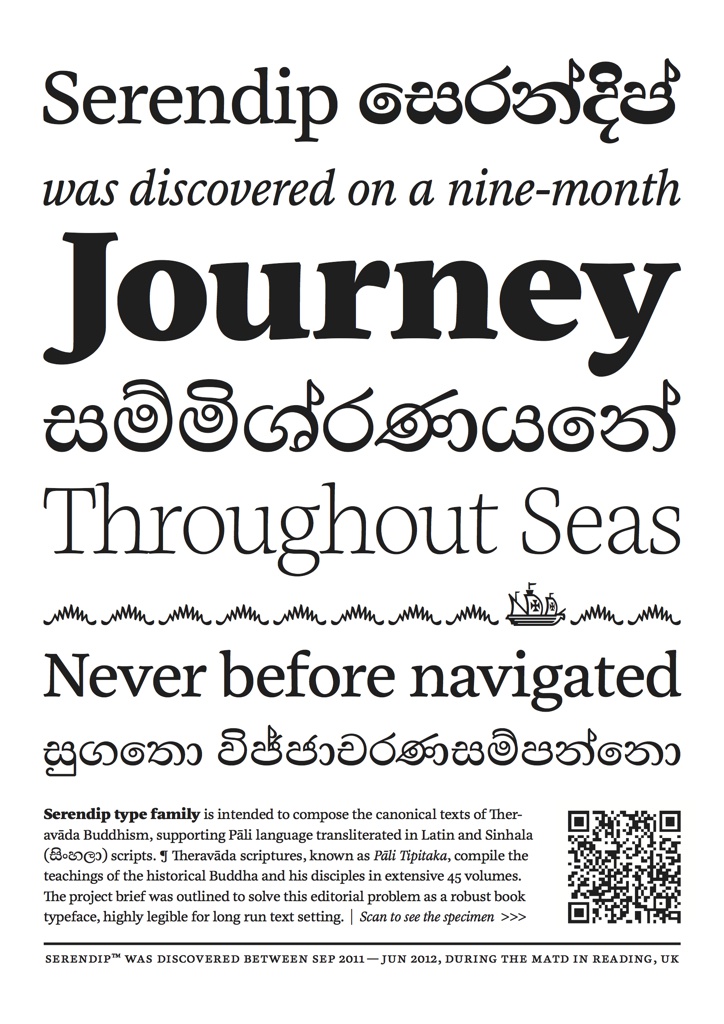 Serendip සෙරන්දිප්
was discovered on a nine-month
Journey
සම්මිශ්රණයනේ
Throughout Seas
Never before navigated
සුගතො විජ්ජාචරණසම්පන්නො
Serendip type family is intended to compose the canonical texts of Ther-
avāda Buddhism, supporting Pāli language transliterated in Latin and Sinhala
(සිංහලා) scripts. ¶ Theravāda scriptures, known as Pāli Tipitaka, compile the
teachings of the historical Buddha and his disciples in extensive 45 volumes.
The project brief was outlined to solve this editorial problem as a robust book
typeface, highly legible for long run text setting. | Scan to see the specimen >>>
SERENDIP™ WAS DISCOVERED BETWEEN SEP 2011 — JUN 2012, DURING THE MATD IN READING, UK